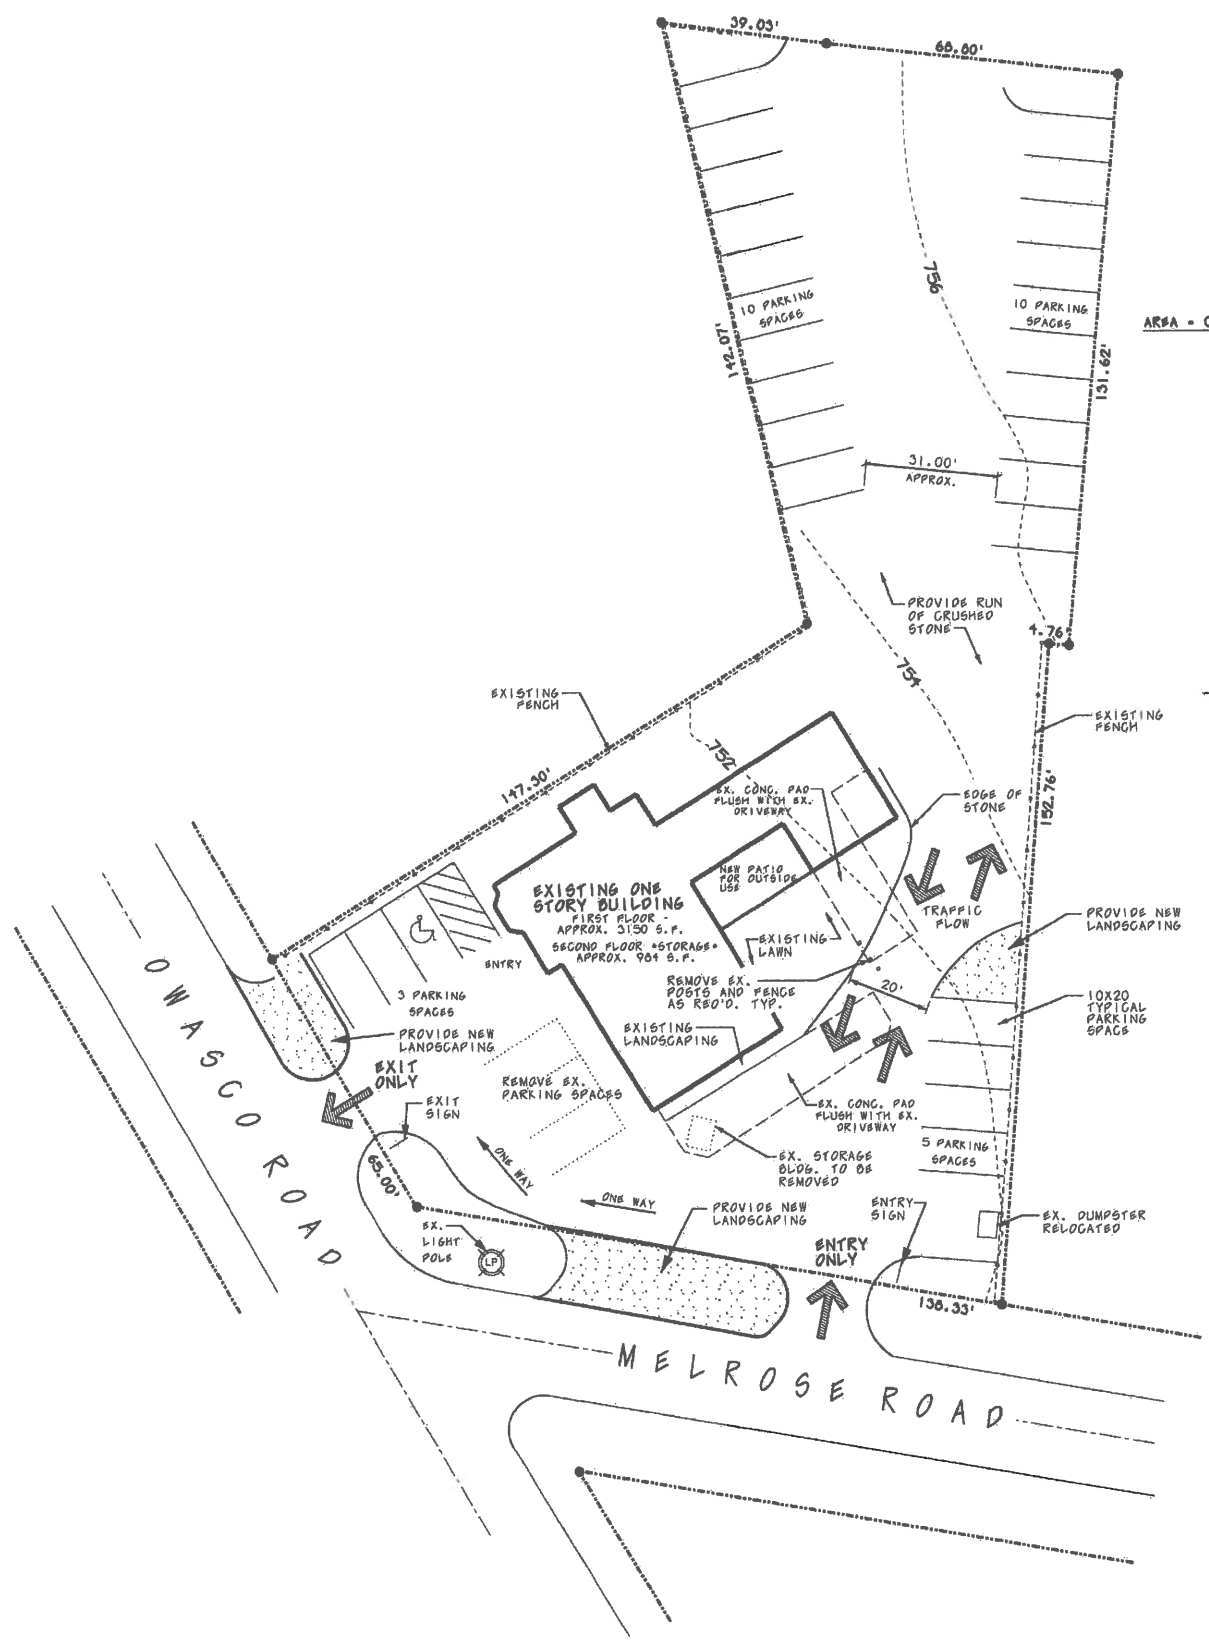 39.03'
68.80'
756
10 PARKING
SPACES
10 PARKING
SPACES
AREA -
142.07'
131.62'
31.00'
APPROX.
PROVIDE RUN
OF CRUSHED
STONE
4.76'
754
EXISTING
FENCH
EXISTING
FENCH
752
147.30'
152.76'
EX. CONC. PAD
FLUSH WITH EX.
DRIVEWAY
EDGE OF
STONE
NEW PATIO
FOR OUTSIDE
USE
EXISTING ONE
STORY BUILDING
FIRST FLOOR -
APPROX. 3150 S.F.
SECOND FLOOR *STORAGE*
APPROX. 984 S.F.
TRAFFIC
FLOW
PROVIDE NEW
LANDSCAPING
EXISTING
LAWN
ENTRY
REMOVE EX.
POSTS AND FENCE
AS REQ'D. TYP.
20'
3 PARKING
SPACES
10X20
TYPICAL
PARKING
SPACE
EXISTING
LANDSCAPING
PROVIDE NEW
LANDSCAPING
EXIT
ONLY
REMOVE EX.
PARKING SPACES
EXIT
SIGN
EX. CONC. PAD
FLUSH WITH EX.
DRIVEWAY
5 PARKING
SPACES
EX. STORAGE
BLDG. TO BE
REMOVED
65.00'
ONE WAY
ONE WAY
PROVIDE NEW
LANDSCAPING
ENTRY
SIGN
EX. DUMPSTER
RELOCATED
EX.
LIGHT
POLE
LP
ENTRY
ONLY
138.33'
OWASCO ROAD
MELROSE ROAD